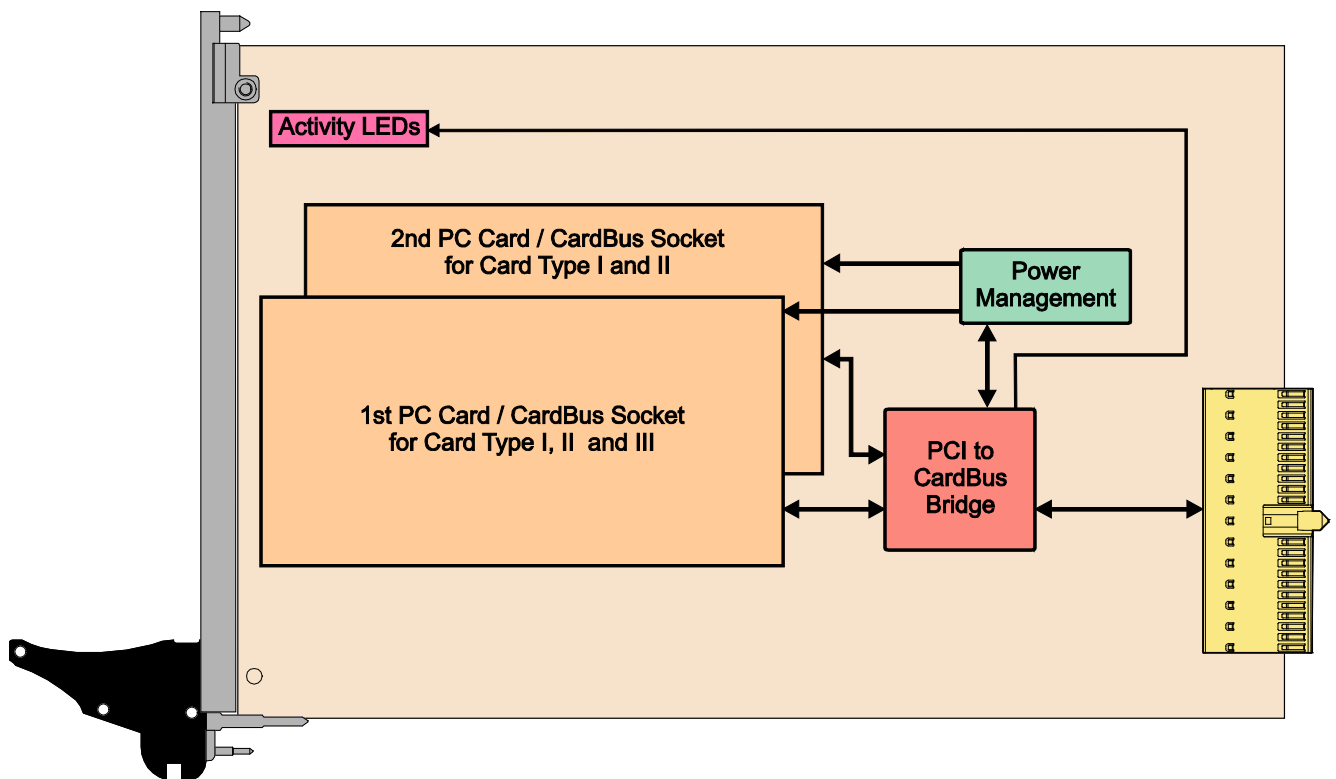 Activity LEDs
2nd PC Card / CardBus Socket
for Card Type I and II
Power
Management
1st PC Card / CardBus Socket
for Card Type I, II  and III
PCI to
CardBus
Bridge